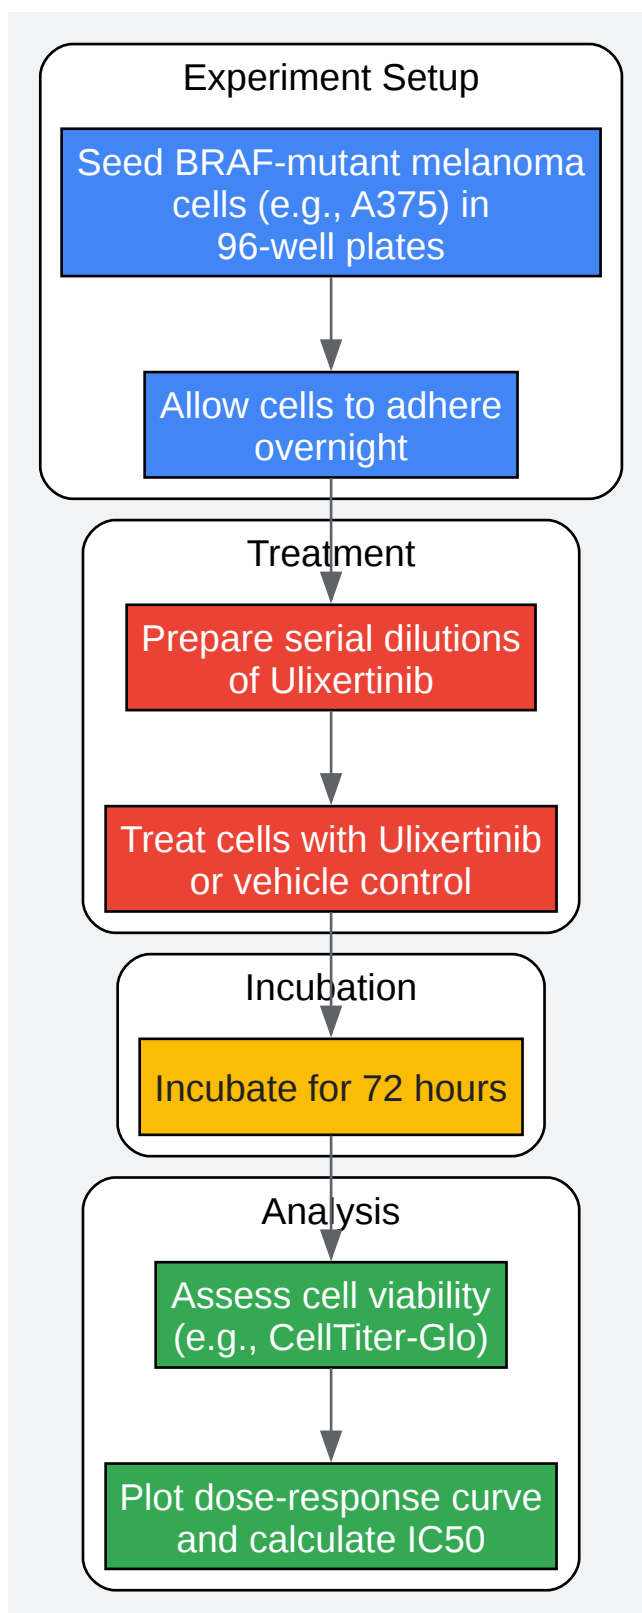 Experiment Setup
Seed BRAF-mutant melanoma
cells (e.g., A375) in
96-well plates
Allow cells to adhere
overnight
Treatment
Prepare serial dilutions
of Ulixertinib
Treat cells with Ulixertinib
or vehicle control
Incubation
Incubate for 72 hours
Analysis
Assess cell viability
(e.g., CellTiter-Glo)
Plot dose-response curve
and calculate IC50